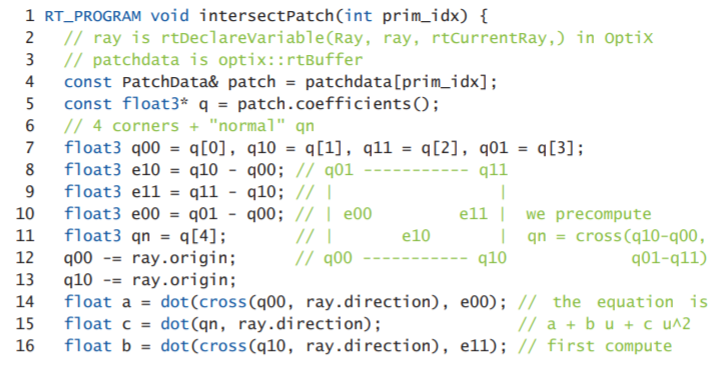 1 RT_PROGRAM void intersectPatch(int prim_idx) {
2 // ray is rtDeclareVariable(Ray, ray, rtCurrentRay,) in OptiX
3 // patchdata is optix::rtBuffer
4 const PatchData& patch = patchdata[prim_idx];
5 const float3* q = patch.coefficients();
6 // 4 corners + "normal" qn
7 float3 q00 = q[0], q10 = q[1], q11 = q[2], q01 = q[3];
8 float3 e10 = q10 - q00; // q01 ----------- q11
9 float3 e11 = q11 - q10; // | |
10 float3 e00 = q01 - q00; // | e00 e11 | we precompute
11 float3 qn = q[4]; // | e10 | qn = cross(q10-q00,
12 q00 -= ray.origin; // q00 ----------- q10 q01-q11)
13 q10 -= ray.origin;
14 float a = dot(cross(q00, ray.direction), e00); // the equation is
15 float c = dot(qn, ray.direction); // a + b u + c u^2
16 float b = dot(cross(q10, ray.direction), e11); // first compute